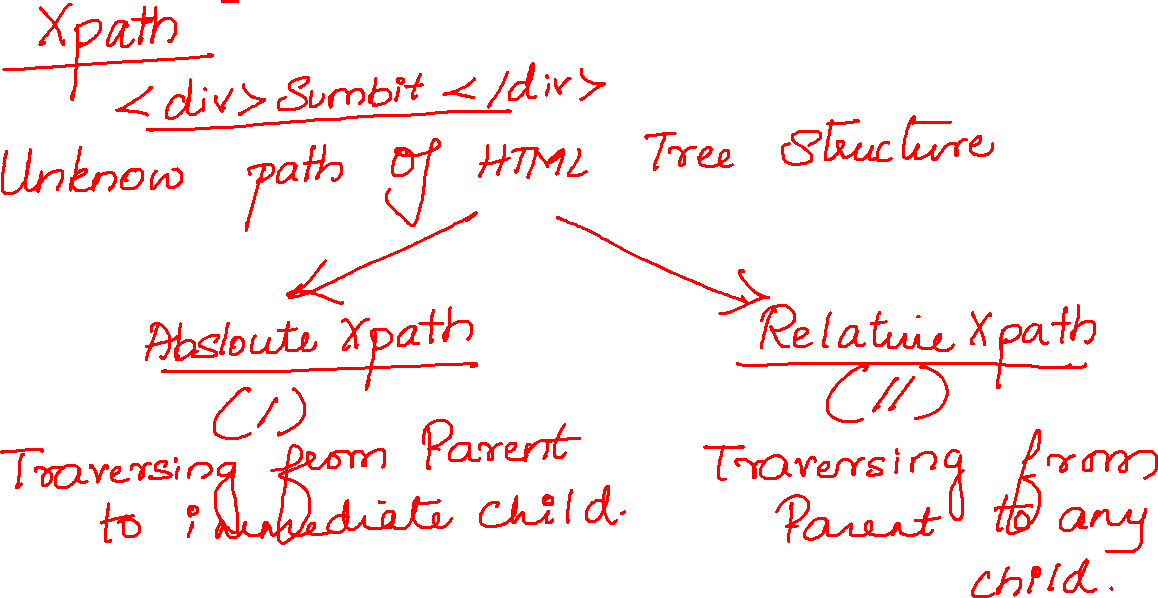 Xpath
<div> Sumbit </div>
Unknow path of HTML Tree Structure
Absloute Xpath
Relative Xpath
(/)
(//)
Traversing from Parent
to immediate child.
Traversing from
Parent to any
child.